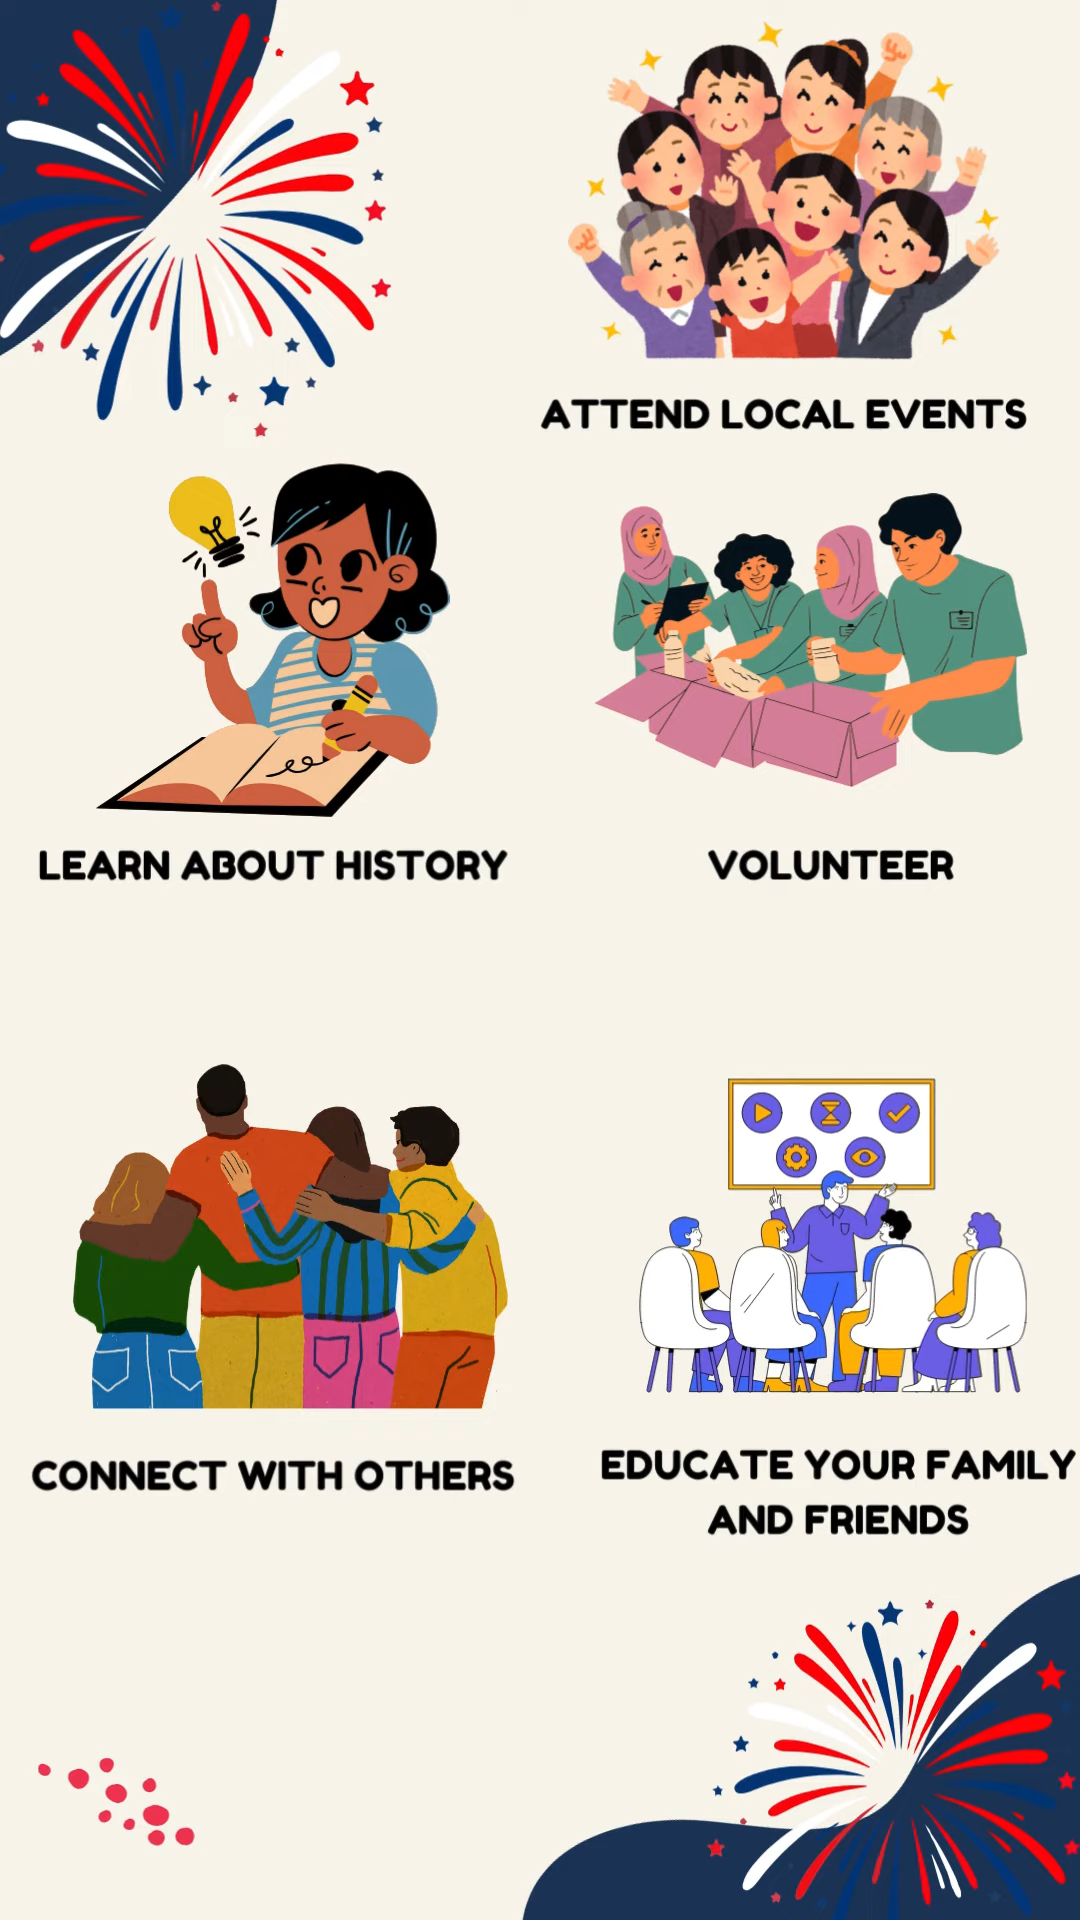 ATTEND LOCAL EVENTS
LEARN ABOUT HISTORY
VOLUNTEER
CONNECT WITH OTHERS
EDUCATE YOUR FAMILY
AND FRIENDS